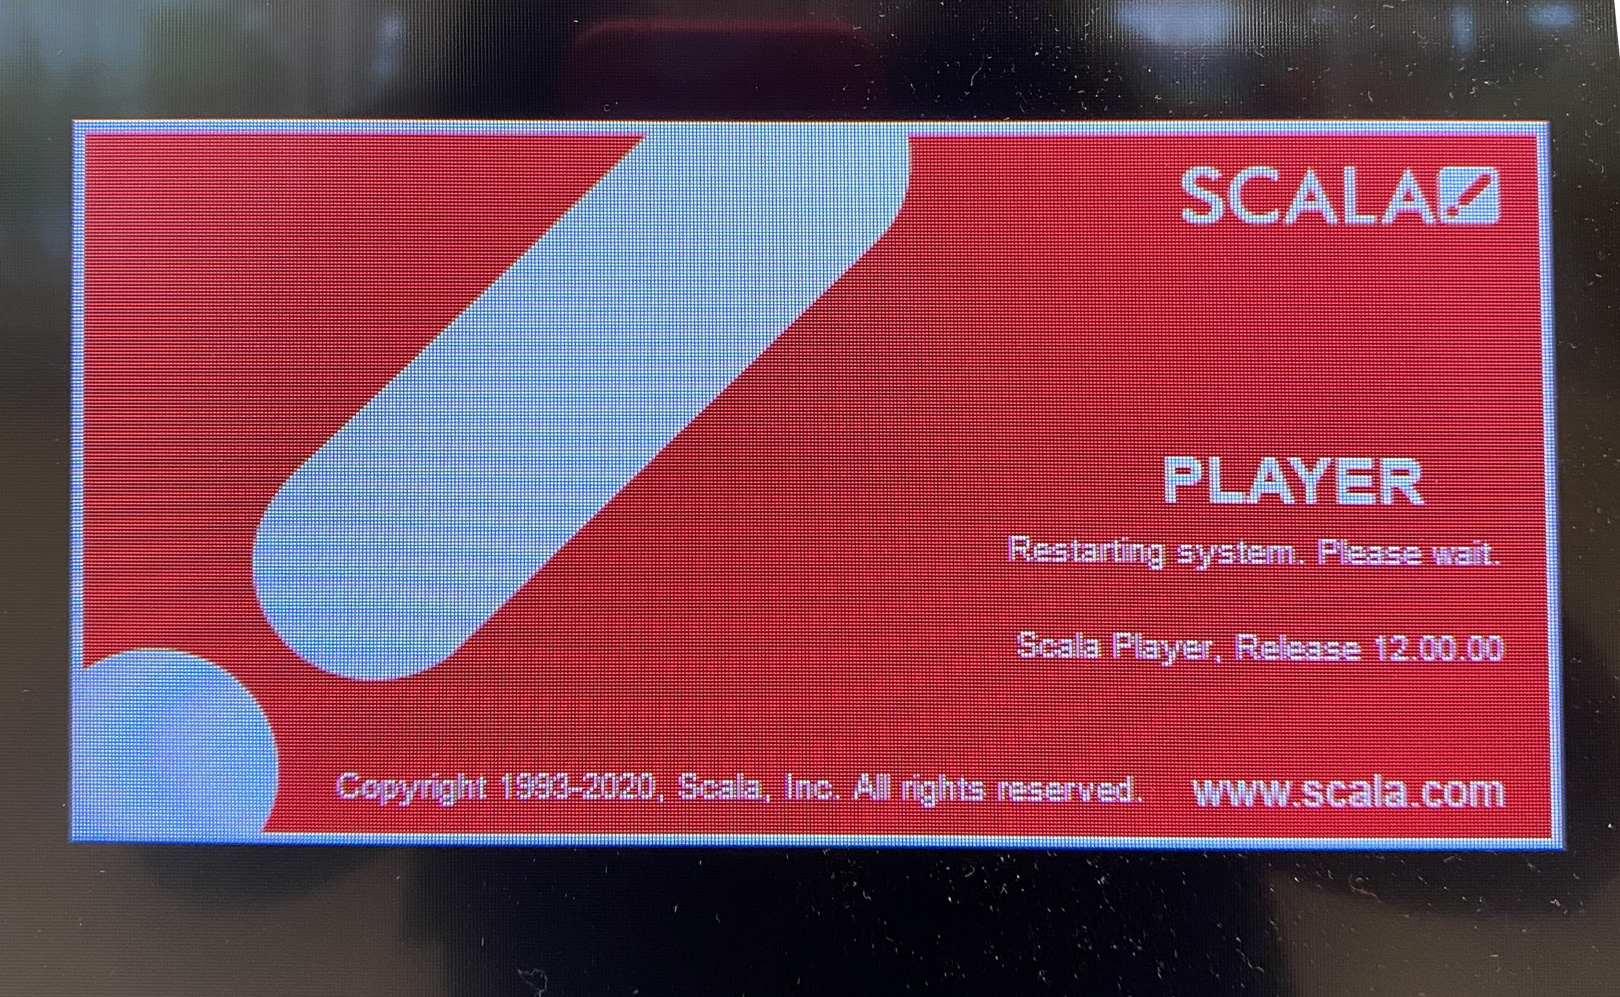 SCALA
PLAYER
Restarting system. Please wait.
Scala Player, Release 12.00.00
Copyright 1993-2020, Scala, Inc. All rights reserved. www.scala.com